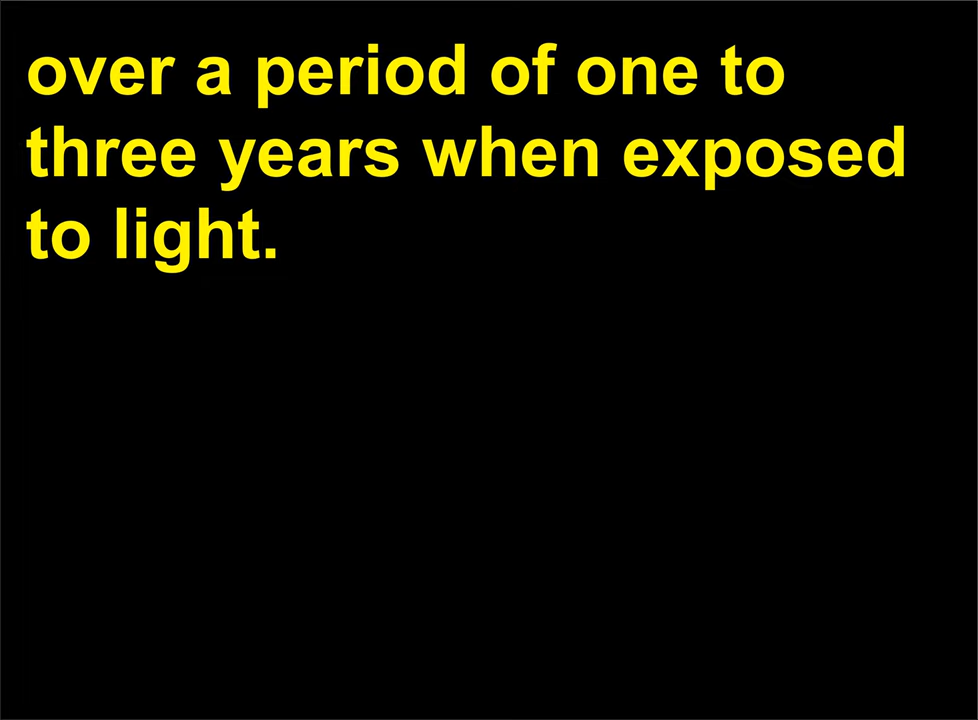 over a period of one to
three years when exposed
to light.